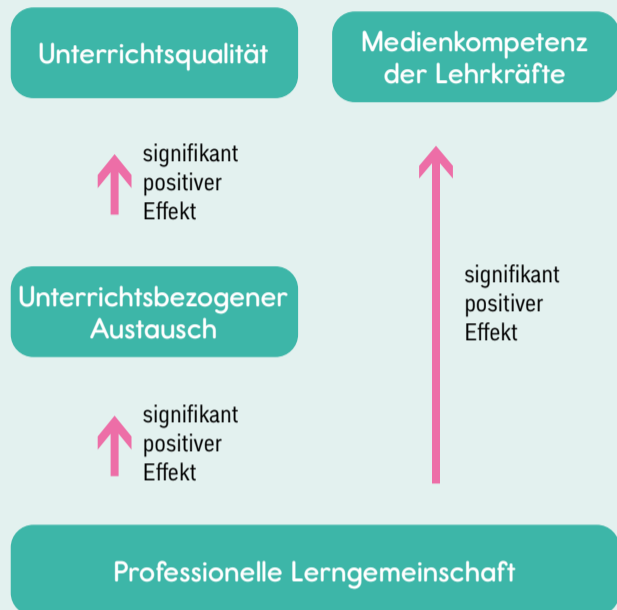 Unterrichtsqualität
Medienkompetenz
der Lehrkräfte
signifikant
positiver
Effekt
signifikant
positiver
Effekt
Unterrichtsbezogener
Austausch
signifikant
positiver
Effekt
Professionelle Lerngemeinschaft